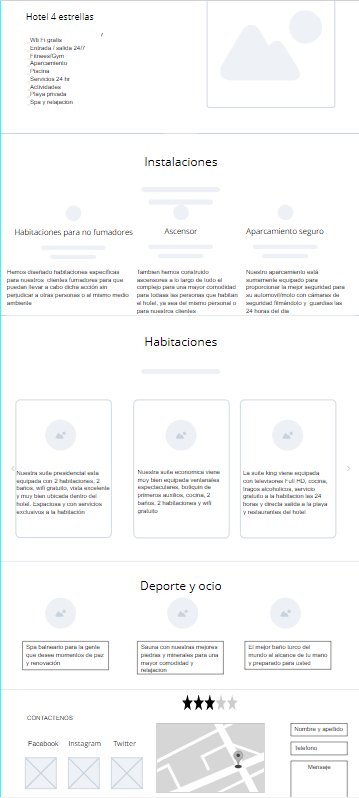 Hotel 4 estrellas
Wifi Fi gratis
Entrada / salida 24/7
Fitness/Gym
Aparcamiento
Piscina
Servicios 24 hr
Actividades
Playa privada
Spa y relajacion
Instalaciones
Habitaciones para no fumadores
Ascensor
Aparcamiento seguro
Hemos diseñado habitaciones especificas
para nuestros clientes fumadores para que
puedan llevar a cabo dicha acción sin
perjudicar a otras personas o al mismo medio
ambiente
Tambien hemos construido
ascensores a lo largo de todo el
complejo para una mayor comodidad
para todaas las personas que habitan
el hotel, ya sea del mismo personal o
para nuestros clientes
Nuestro aparcamiento está
sumamente equipado para
proporcionar la mejor seguridad para
su automovil/moto con cámaras de
seguridad filmándolo y guardias las
24 horas del dia
Habitaciones
Nuestra suite presidencial esta
equipada con 2 habitaciones, 2
baños, wifi gratuito, vista excelente
y muy bien ubicada dentro del
hotel. Espaciosa y con servicios
exclusivos a la habitación
Nuestra suite economica viene
muy bien equipada ventanales
espectaculares, botiquin de
primeros auxilios, cocina, 2
baños, 2 habitaciones y wifi
gratuito
La suite king viene equipada
con televisores Full HD, cocina,
tragos alcoholicos, servicio
gratuito a la habitacion las 24
horas y directa salida a la playa
y restaurantes del hotel
Deporte y ocio
Spa balneario para la gente
que desee momentos de paz
y renovación
Sauna con nuestras mejores
piedras y minerales para una
mayor comodidad y
relajacion
El mejor baño turco del
mundo al alcance de tu mano
y preparado para usted
CONTACTENOS
Facebook
Instagram
Twitter
Nombre y apellido
Telefono
Mensaje